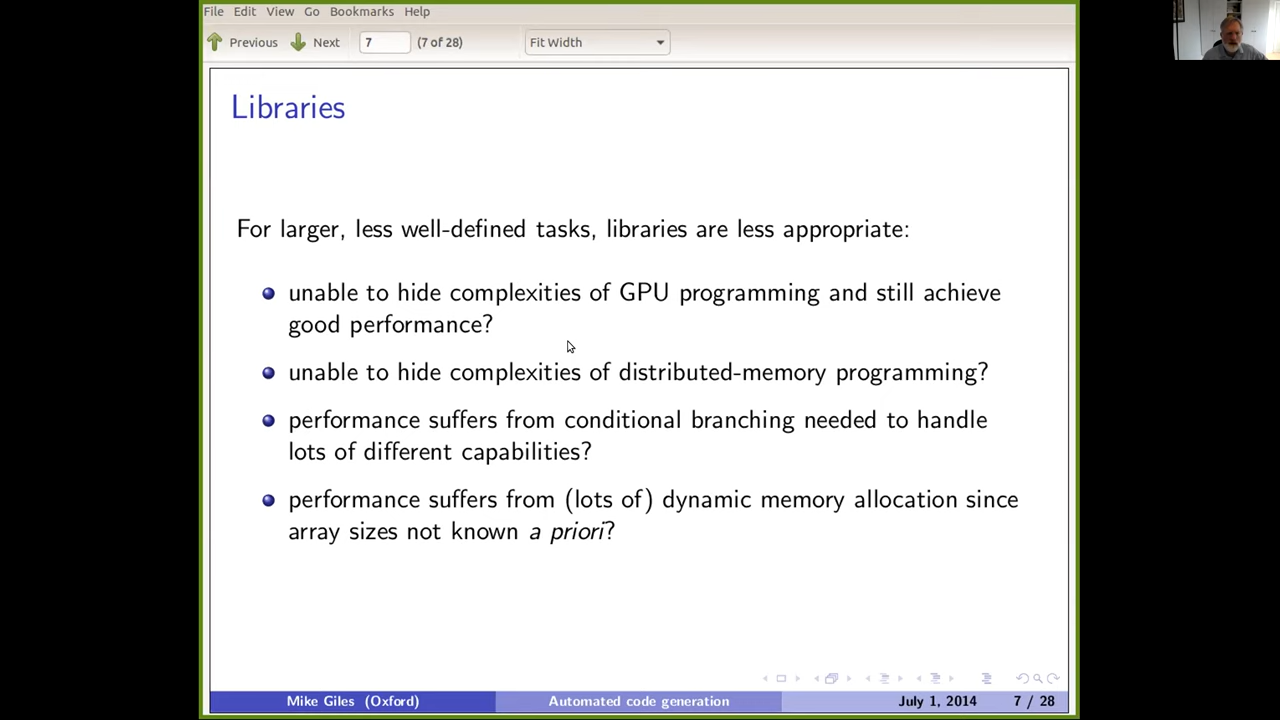 File Edit View Go Bookmarks Help
Previous Next 7 (7 of 28) Fit Width
Libraries
For larger, less well-defined tasks, libraries are less appropriate:
unable to hide complexities of GPU programming and still achieve
good performance?
unable to hide complexities of distributed-memory programming?
performance suffers from conditional branching needed to handle
lots of different capabilities?
performance suffers from (lots of) dynamic memory allocation since
array sizes not known a priori?
Mike Giles (Oxford) Automated code generation July 1, 2014 7 / 28